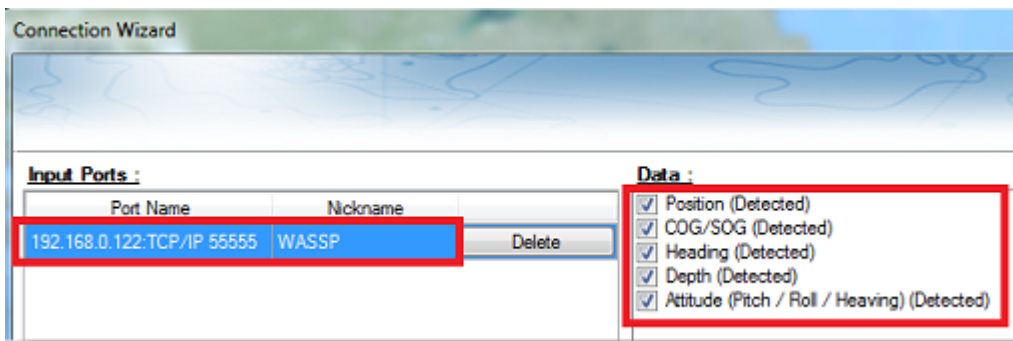 Connection Wizard
Input Ports :
Port Name Nickname
192.168.0.122:TCP/IP 55555 WASSP Delete
Data :
Position (Detected)
COG/SOG (Detected)
Heading (Detected)
Depth (Detected)
Attitude (Pitch / Roll / Heaving) (Detected)